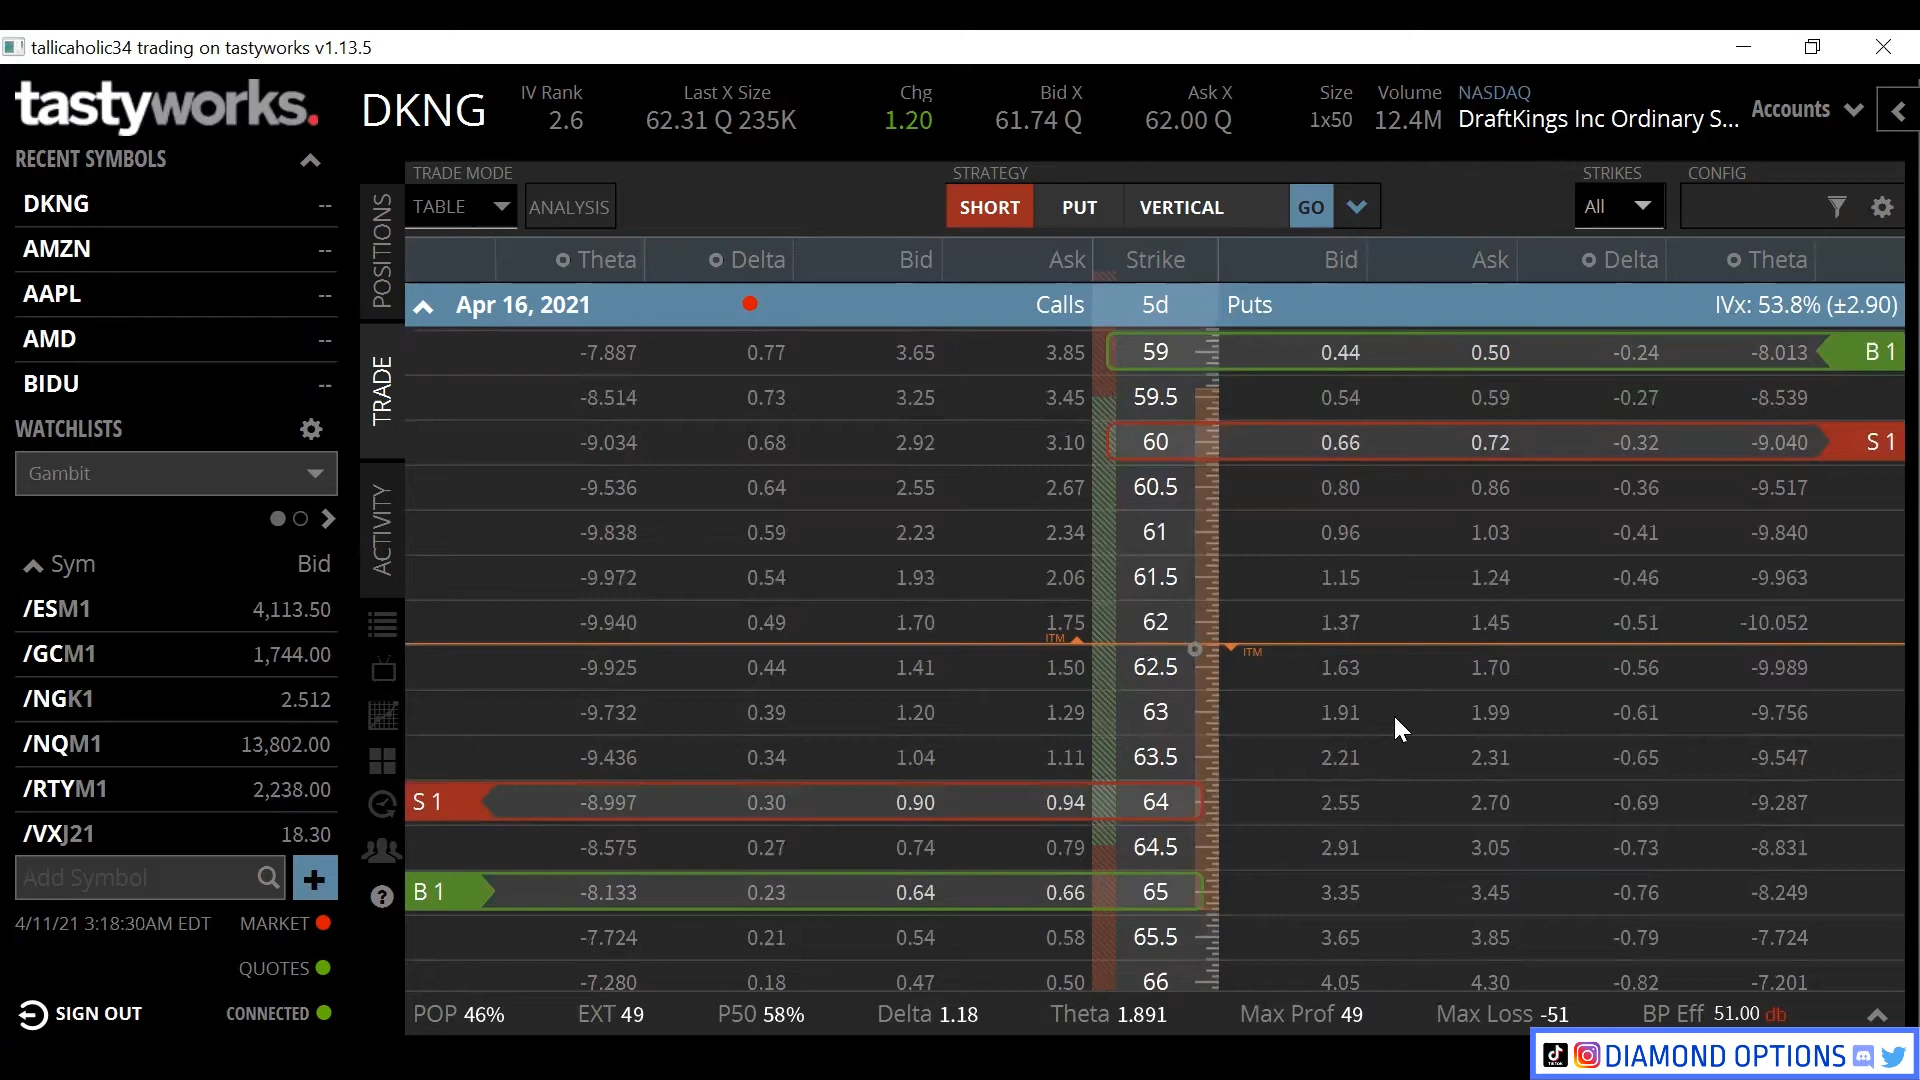 tallicaholic34 trading on tastyworks v1.13.5
tastyworks.
DKNG
IV Rank 2.6
Last X Size 62.31 Q 235K
Chg 1.20
Bid X 61.74 Q
Ask X 62.00 Q
Size 1x50
Volume 12.4M
NASDAQ
DraftKings Inc Ordinary S...
Accounts
RECENT SYMBOLS
DKNG --
AMZN --
AAPL --
AMD --
BIDU --
WATCHLISTS
Gambit
Sym Bid
/ESM1 4,113.50
/GCM1 1,744.00
/NGK1 2.512
/NQM1 13,802.00
/RTYM1 2,238.00
/VXJ21 18.30
Add Symbol
4/11/21 3:18:30AM EDT MARKET
QUOTES
SIGN OUT CONNECTED
POSITIONS
TRADE
ACTIVITY
TRADE MODE STRATEGY STRIKES CONFIG
TABLE ANALYSIS SHORT PUT VERTICAL GO All
Theta Delta Bid Ask Strike Bid Ask Delta Theta
Apr 16, 2021 Calls 5d Puts IVx: 53.8% (±2.90)
-7.887 0.77 3.65 3.85 59 0.44 0.50 -0.24 -8.013 B 1
-8.514 0.73 3.25 3.45 59.5 0.54 0.59 -0.27 -8.539
-9.034 0.68 2.92 3.10 60 0.66 0.72 -0.32 -9.040 S 1
-9.536 0.64 2.55 2.67 60.5 0.80 0.86 -0.36 -9.517
-9.838 0.59 2.23 2.34 61 0.96 1.03 -0.41 -9.840
-9.972 0.54 1.93 2.06 61.5 1.15 1.24 -0.46 -9.963
-9.940 0.49 1.70 1.75 62 1.37 1.45 -0.51 -10.052
ITM ITM
-9.925 0.44 1.41 1.50 62.5 1.63 1.70 -0.56 -9.989
-9.732 0.39 1.20 1.29 63 1.91 1.99 -0.61 -9.756
-9.436 0.34 1.04 1.11 63.5 2.21 2.31 -0.65 -9.547
S 1 -8.997 0.30 0.90 0.94 64 2.55 2.70 -0.69 -9.287
-8.575 0.27 0.74 0.79 64.5 2.91 3.05 -0.73 -8.831
B 1 -8.133 0.23 0.64 0.66 65 3.35 3.45 -0.76 -8.249
-7.724 0.21 0.54 0.58 65.5 3.65 3.85 -0.79 -7.724
-7.280 0.18 0.47 0.50 66 4.05 4.30 -0.82 -7.201
POP 46% EXT 49 P50 58% Delta 1.18 Theta 1.891 Max Prof 49 Max Loss -51 BP Eff 51.00 db
DIAMOND OPTIONS